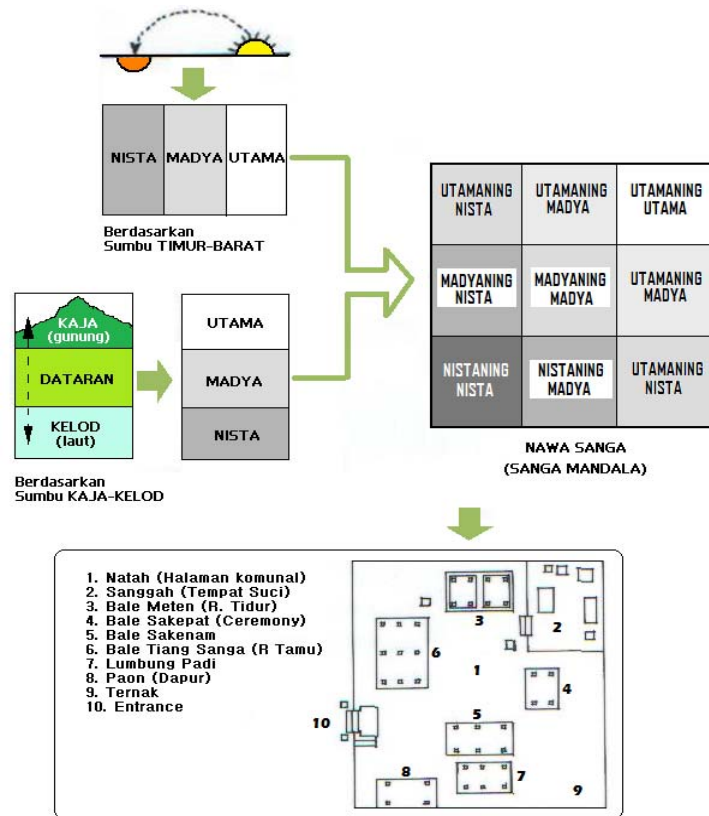 NISTA MADYA UTAMA
Berdasarkan
Sumbu TIMUR-BARAT
KAJA
(gunung)
DATARAN
KELOD
(laut)
Berdasarkan
Sumbu KAJA-KELOD
UTAMA
MADYA
NISTA
UTAMANING
NISTA
UTAMANING
MADYA
UTAMANING
UTAMA
MADYANING
NISTA
MADYANING
MADYA
UTAMANING
MADYA
NISTANING
NISTA
NISTANING
MADYA
UTAMANING
NISTA
NAWA SANGA
(SANGA MANDALA)
1. Natah (Halaman komunal)
2. Sanggah (Tempat Suci)
3. Bale Meten (R. Tidur)
4. Bale Sakepat (Ceremony)
5. Bale Sakenam
6. Bale Tiang Sanga (R Tamu)
7. Lumbung Padi
8. Paon (Dapur)
9. Ternak
10. Entrance
3
2
6
1
4
5
10
8
7
9